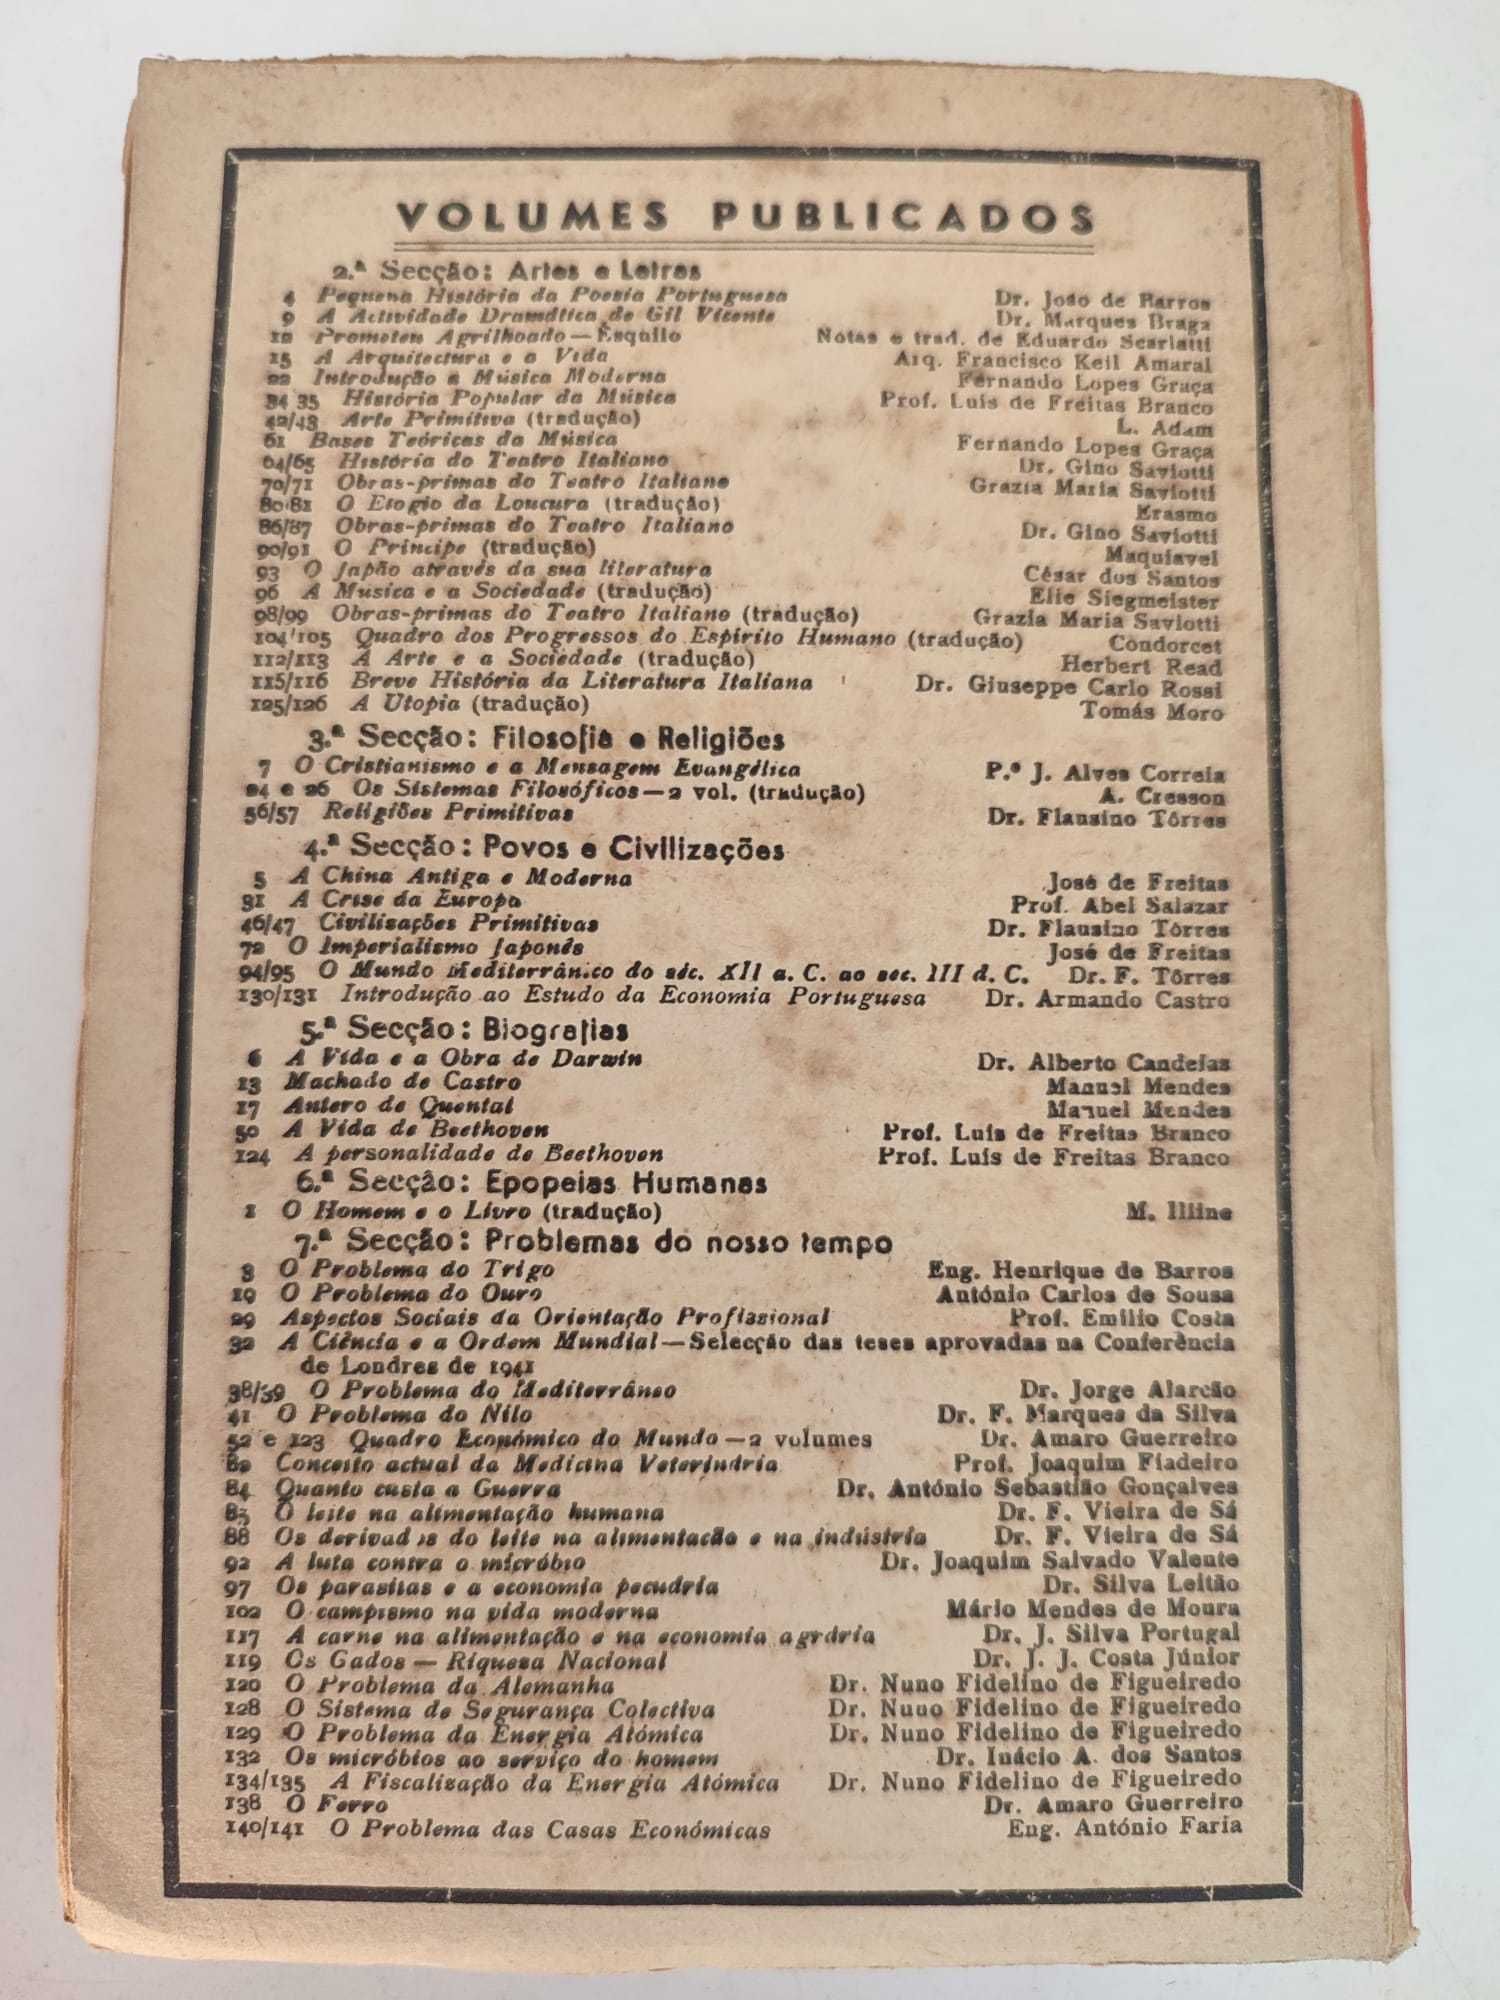 VOLUMES PUBLICADOS
2.ª Secção: Artes e Letras
4 Pequena História da Poesia Portuguesa Dr. João de Barros
9 A Actividade Dramática de Gil Vicente Dr. Marques Braga
12 Prometeu Agrilhoado—Esquilo Notas e trad. de Eduardo Scarlatti
15 A Arquitectura e a Vida Arq. Francisco Keil Amaral
22 Introdução à Música Moderna Fernando Lopes Graça
34 35 História Popular da Música Prof. Luís de Freitas Branco
42/43 Arte Primitiva (tradução) L. Adam
61 Bases Teóricas da Música Fernando Lopes Graça
64/65 História do Teatro Italiano Dr. Gino Saviotti
70/71 Obras-primas do Teatro Italiano Grazia Maria Saviotti
80-81 O Elogio da Loucura (tradução) Erasmo
86/87 Obras-primas do Teatro Italiano Dr. Gino Saviotti
90/91 O Príncipe (tradução) Maquiavel
93 O Japão através da sua literatura César dos Santos
96 A Musica e a Sociedade (tradução) Elie Siegmeister
98/99 Obras-primas do Teatro Italiano (tradução) Grazia Maria Saviotti
104/105 Quadro dos Progressos do Espírito Humano (tradução) Condorcet
112/113 A Arte e a Sociedade (tradução) Herbert Read
115/116 Breve História da Literatura Italiana Dr. Giuseppe Carlo Rossi
125/126 A Utopia (tradução) Tomás Moro
3.ª Secção: Filosofia e Religiões
7 O Cristianismo e a Mensagem Evangélica P.e J. Alves Correia
24 e 26 Os Sistemas Filosóficos—2 vol. (tradução) A. Cresson
56/57 Religiões Primitivas Dr. Flausino Tôrres
4.ª Secção: Povos e Civilizações
5 A China Antiga e Moderna José de Freitas
31 A Crise da Europa Prof. Abel Salazar
46/47 Civilizações Primitivas Dr. Flausino Tôrres
72 O Imperialismo Japonês José de Freitas
94/95 O Mundo Mediterrânico do séc. XII a. C. ao sec. III d. C. Dr. F. Tôrres
130/131 Introdução ao Estudo da Economia Portuguesa Dr. Armando Castro
5.ª Secção: Biografias
6 A Vida e a Obra de Darwin Dr. Alberto Candeias
13 Machado de Castro Manuel Mendes
17 Antero de Quental Manuel Mendes
50 A Vida de Beethoven Prof. Luís de Freitas Branco
124 A personalidade de Beethoven Prof. Luís de Freitas Branco
6.ª Secção: Epopeias Humanas
1 O Homem e o Livro (tradução) M. Iliine
7.ª Secção: Problemas do nosso tempo
3 O Problema do Trigo Eng. Henrique de Barros
19 O Problema do Ouro António Carlos de Sousa
29 Aspectos Sociais da Orientação Profissional Prof. Emílio Costa
32 A Ciência e a Ordem Mundial—Selecção das teses aprovadas na Conferência
de Londres de 1941
38/39 O Problema do Mediterrâneo Dr. Jorge Alarcão
41 O Problema do Nilo Dr. F. Marques da Silva
52 e 123 Quadro Económico do Mundo—2 volumes Dr. Amaro Guerreiro
82 Conceito actual da Medicina Veterinária Prof. Joaquim Fiadeiro
84 Quanto custa a Guerra Dr. António Sebastião Gonçalves
85 O leite na alimentação humana Dr. F. Vieira de Sá
88 Os derivados do leite na alimentação e na indústria Dr. F. Vieira de Sá
92 A luta contra o micróbio Dr. Joaquim Salvado Valente
97 Os parasitas e a economia pecuária Dr. Silva Leitão
102 O campismo na vida moderna Mário Mendes de Moura
117 A carne na alimentação e na economia agrária Dr. J. Silva Portugal
119 Os Gados — Riqueza Nacional Dr. J. J. Costa Júnior
120 O Problema da Alemanha Dr. Nuno Fidelino de Figueiredo
128 O Sistema de Segurança Colectiva Dr. Nuno Fidelino de Figueiredo
129 O Problema da Energia Atómica Dr. Nuno Fidelino de Figueiredo
132 Os micróbios ao serviço do homem Dr. Inácio A. dos Santos
134/135 A Fiscalização da Energia Atómica Dr. Nuno Fidelino de Figueiredo
138 O Ferro Dr. Amaro Guerreiro
140/141 O Problema das Casas Económicas Eng. António Faria